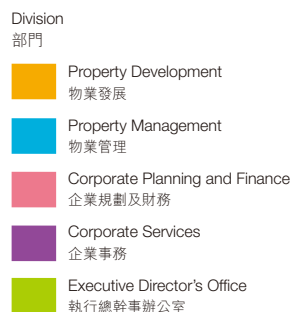 Division
部門
Property Development
物業發展
Property Management
物業管理
Corporate Planning and Finance
企業規劃及財務
Corporate Services
企業事務
Executive Director's Office
執行總幹事辦公室